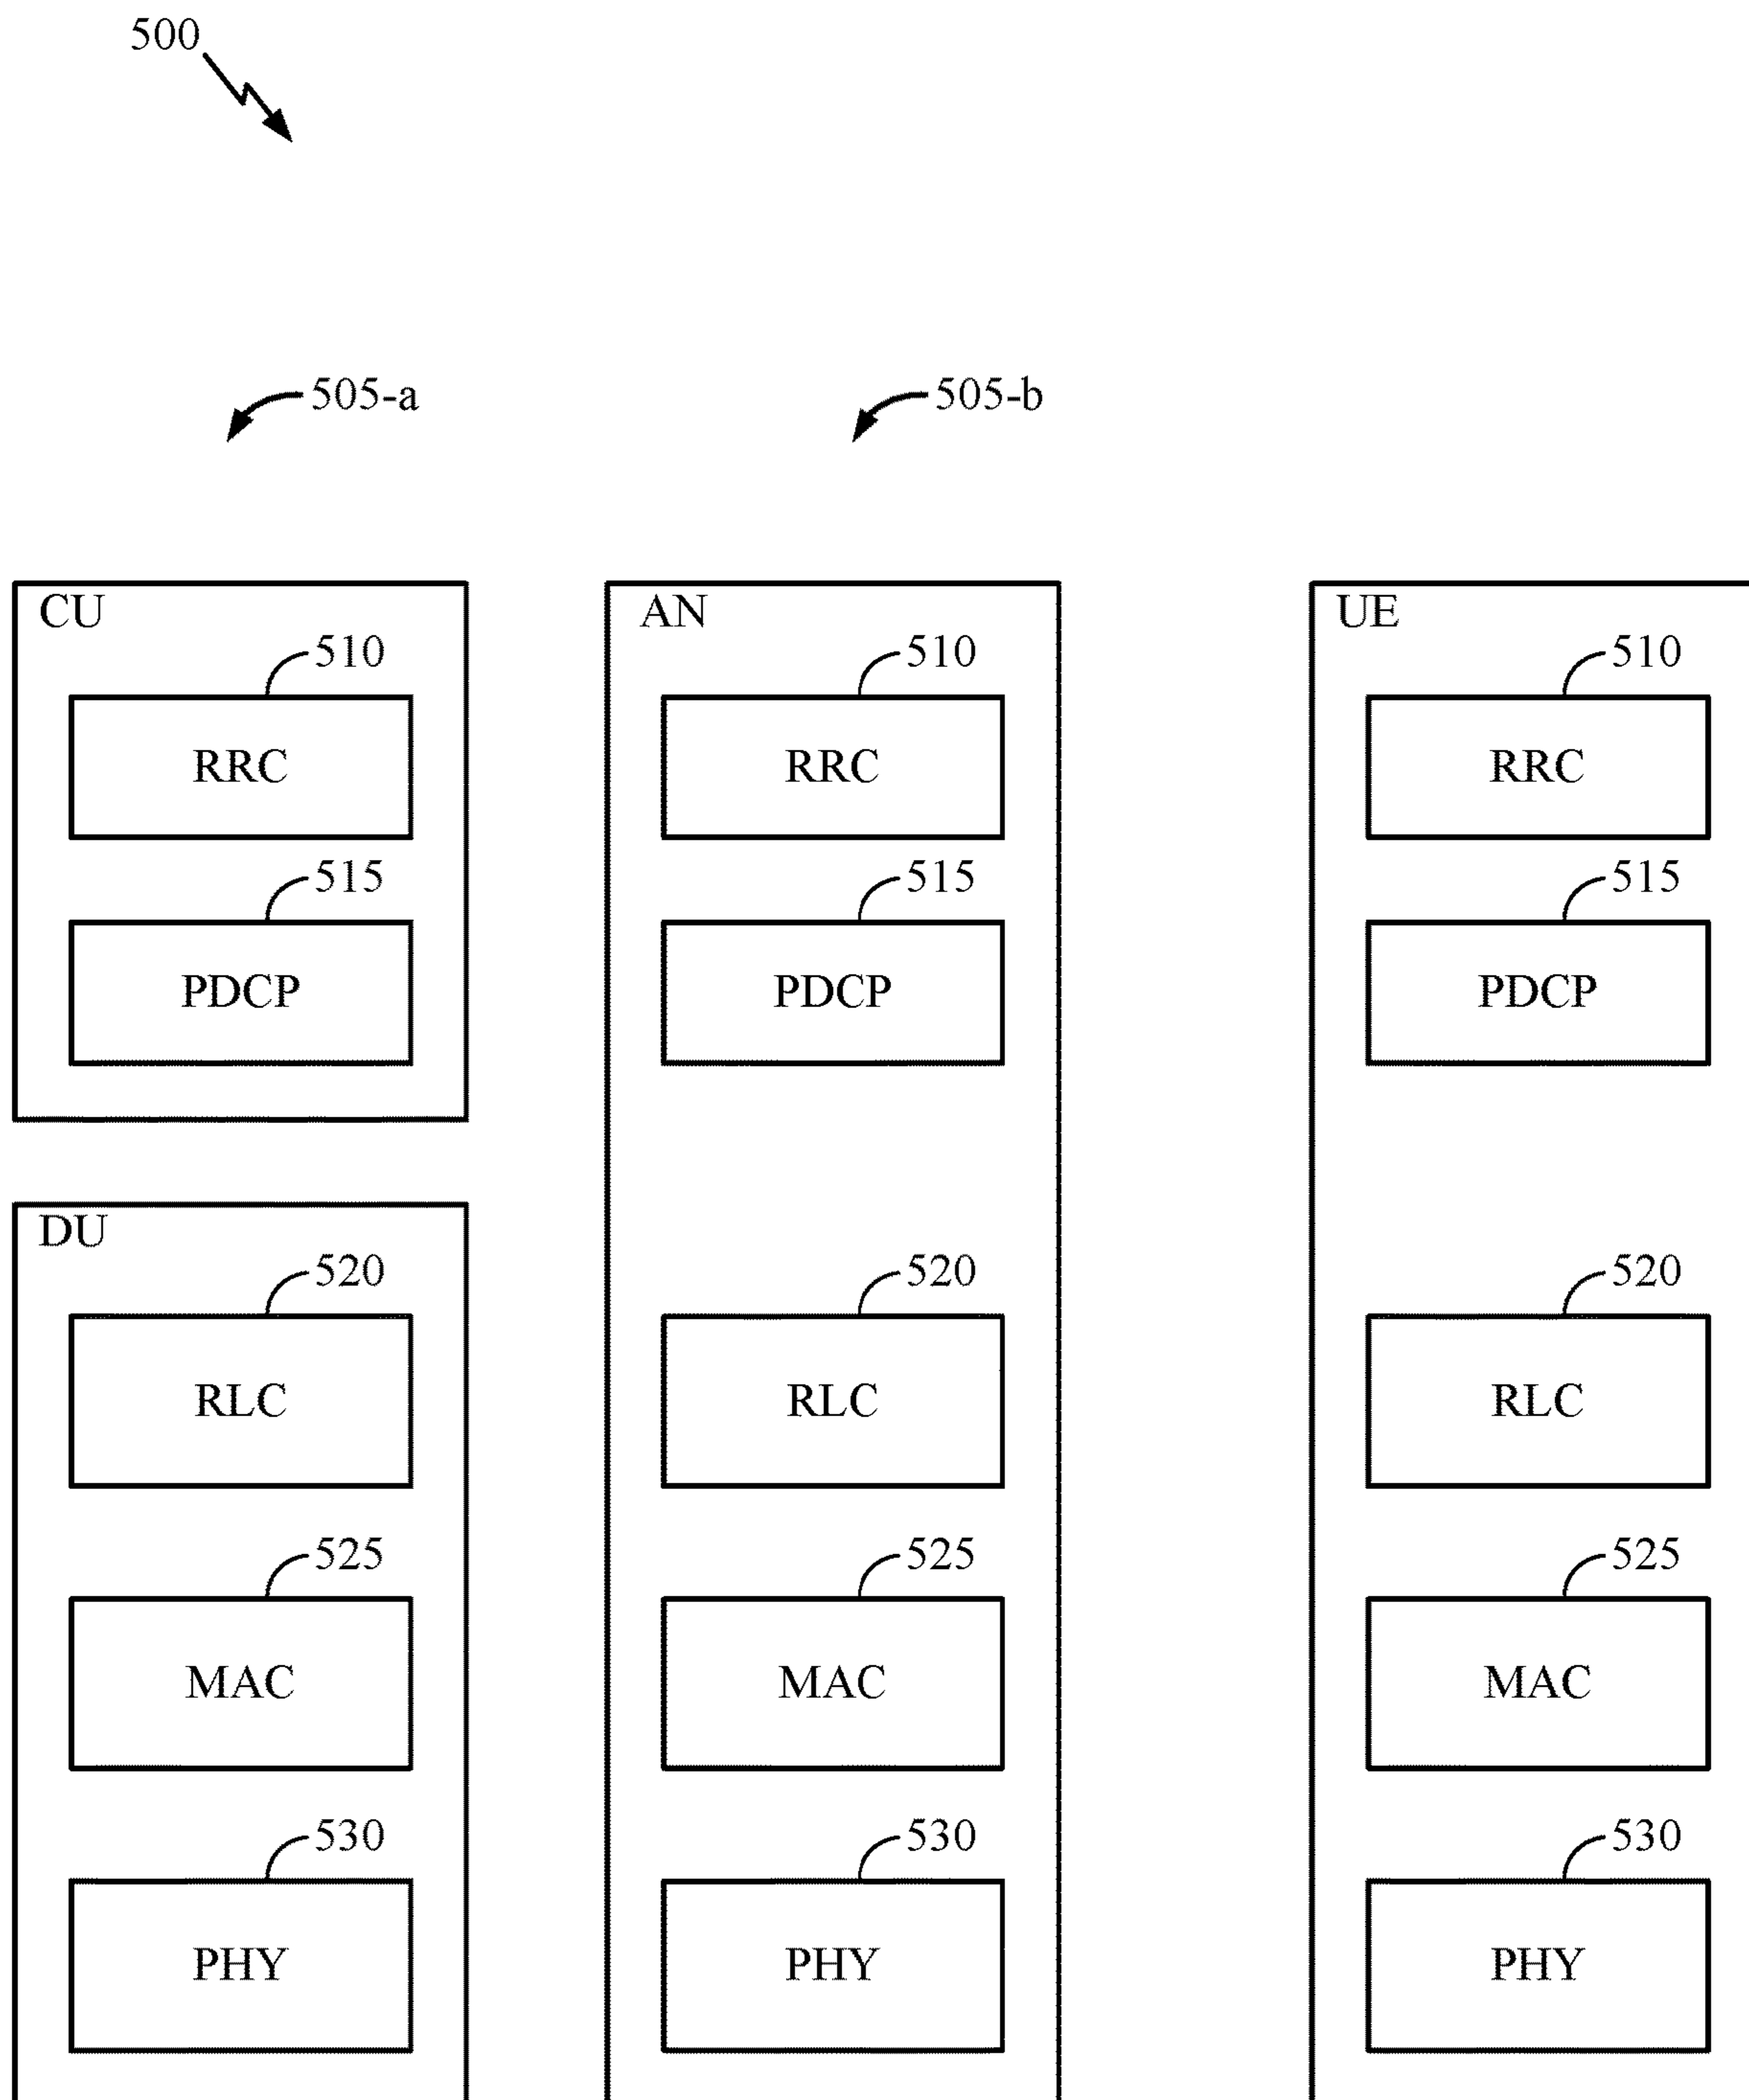 500
505-a 505-b
CU AN UE
510 510 510
RRC RRC RRC
515 515 515
PDCP PDCP PDCP
DU
520 520 520
RLC RLC RLC
525 525 525
MAC MAC MAC
530 530 530
PHY PHY PHY